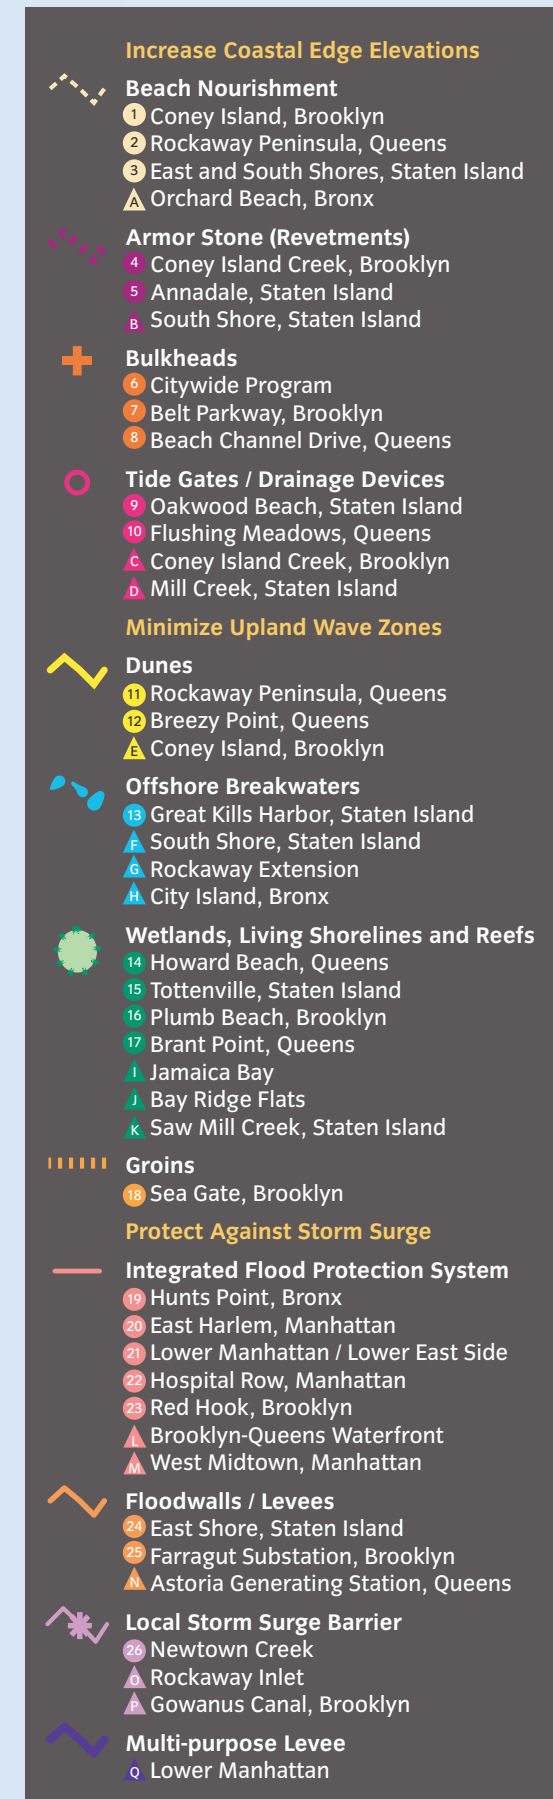 Increase Coastal Edge Elevations
Beach Nourishment
1 Coney Island, Brooklyn
2 Rockaway Peninsula, Queens
3 East and South Shores, Staten Island
A Orchard Beach, Bronx
Armor Stone (Revetments)
4 Coney Island Creek, Brooklyn
5 Annadale, Staten Island
B South Shore, Staten Island
Bulkheads
6 Citywide Program
7 Belt Parkway, Brooklyn
8 Beach Channel Drive, Queens
Tide Gates / Drainage Devices
9 Oakwood Beach, Staten Island
10 Flushing Meadows, Queens
C Coney Island Creek, Brooklyn
D Mill Creek, Staten Island
Minimize Upland Wave Zones
Dunes
11 Rockaway Peninsula, Queens
12 Breezy Point, Queens
E Coney Island, Brooklyn
Offshore Breakwaters
13 Great Kills Harbor, Staten Island
F South Shore, Staten Island
G Rockaway Extension
H City Island, Bronx
Wetlands, Living Shorelines and Reefs
14 Howard Beach, Queens
15 Tottenville, Staten Island
16 Plumb Beach, Brooklyn
17 Brant Point, Queens
I Jamaica Bay
J Bay Ridge Flats
K Saw Mill Creek, Staten Island
Groins
18 Sea Gate, Brooklyn
Protect Against Storm Surge
Integrated Flood Protection System
19 Hunts Point, Bronx
20 East Harlem, Manhattan
21 Lower Manhattan / Lower East Side
22 Hospital Row, Manhattan
23 Red Hook, Brooklyn
L Brooklyn-Queens Waterfront
M West Midtown, Manhattan
Floodwalls / Levees
24 East Shore, Staten Island
25 Farragut Substation, Brooklyn
N Astoria Generating Station, Queens
Local Storm Surge Barrier
26 Newtown Creek
O Rockaway Inlet
P Gowanus Canal, Brooklyn
Multi-purpose Levee
Q Lower Manhattan